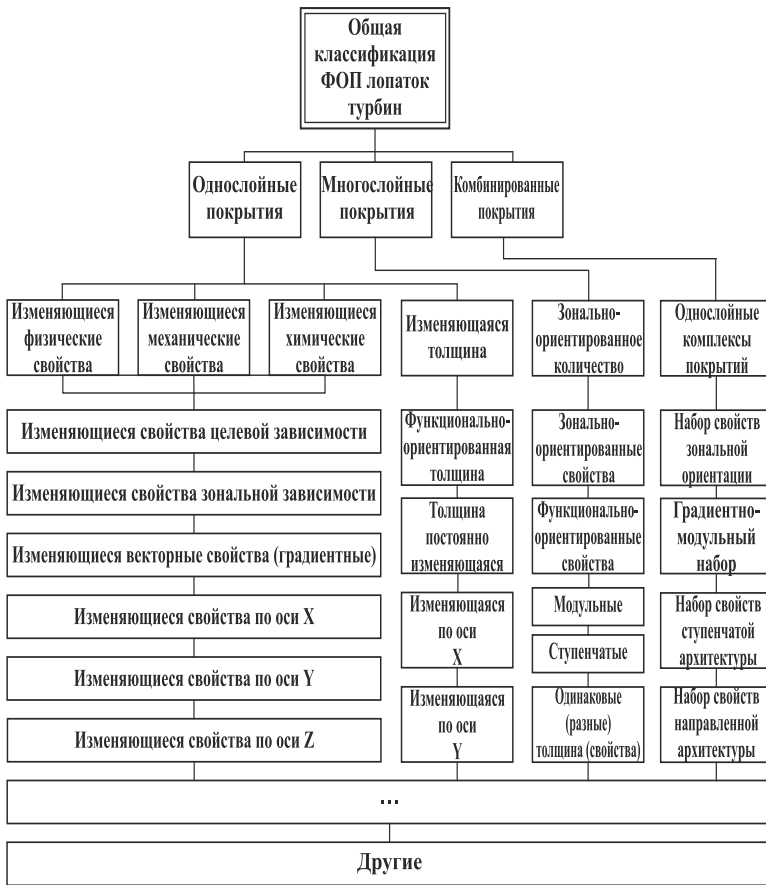 Общая
классификация
ФОП лопаток
турбин
Однослойные
покрытия
Многослойные
покрытия
Комбинированные
покрытия
Изменяющиеся
физические
свойства
Изменяющиеся
механические
свойства
Изменяющиеся
химические
свойства
Изменяющаяся
толщина
Зонально-
ориентированное
количество
Однослойные
комплексы
покрытий
Изменяющиеся свойства целевой зависимости
Функционально-
ориентированная
толщина
Зонально-
ориентированные
свойства
Набор свойств
зональной
ориентации
Изменяющиеся свойства зональной зависимости
Толщина
постоянно
изменяющаяся
Функционально-
ориентированные
свойства
Градиентно-
модульный
набор
Изменяющиеся векторные свойства (градиентные)
Изменяющиеся свойства по оси X
Изменяющаяся
по оси
X
Модульные
Ступенчатые
Набор свойств
ступенчатой
архитектуры
Изменяющиеся свойства по оси Y
Изменяющиеся свойства по оси Z
Изменяющаяся
по оси
Y
Одинаковые
(разные)
толщина (свойства)
Набор свойств
направленной
архитектуры
...
Другие